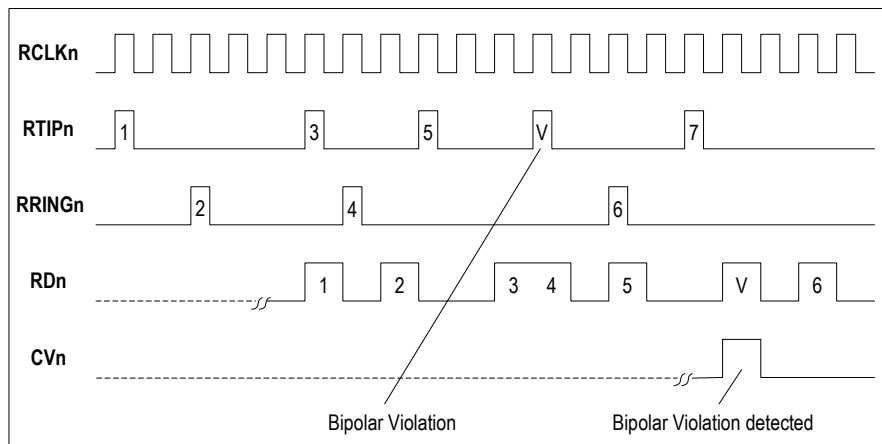 RCLKn
RTIPn
1
3
5
V
7
RRINGn
2
4
6
RDn
1
2
3
4
5
V
6
CVn
Bipolar Violation
Bipolar Violation detected